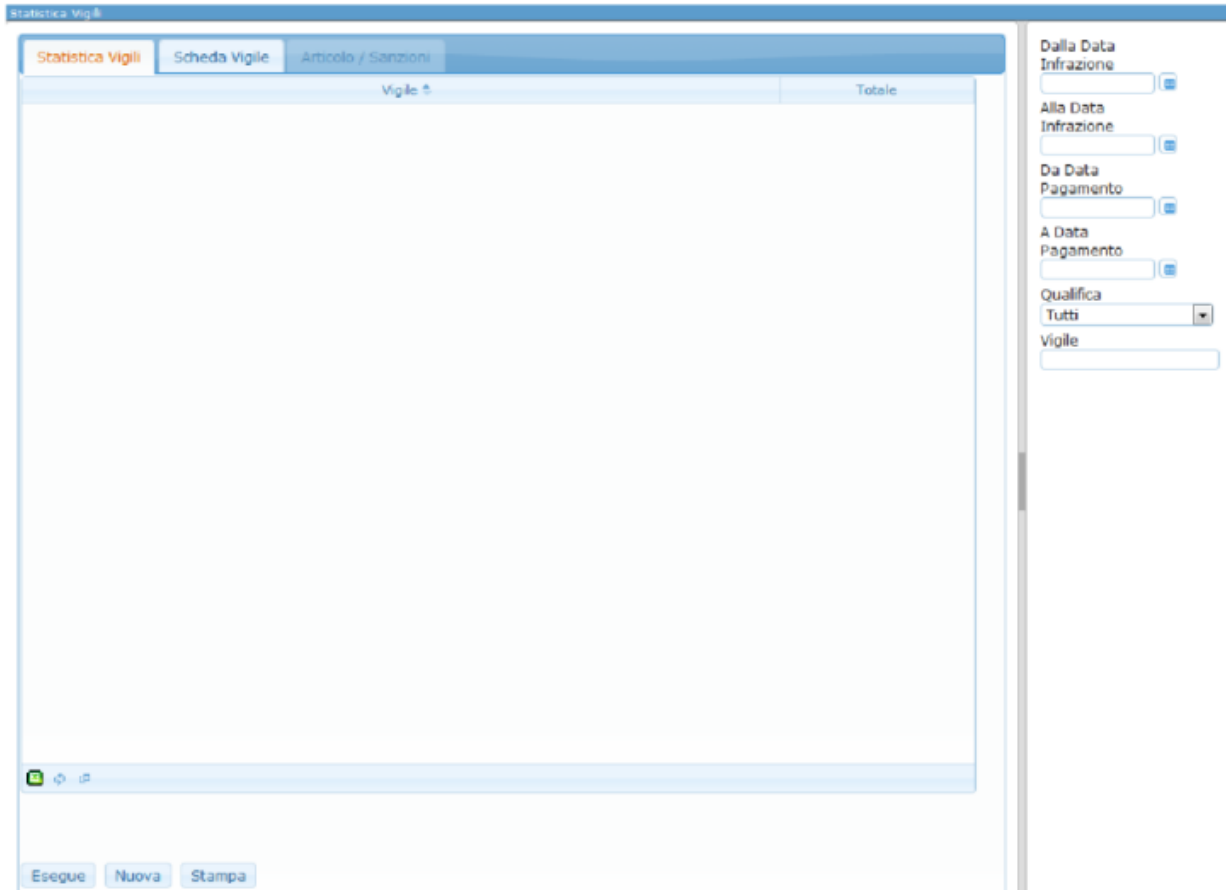 Statistica Vigili
Statistica Vigili
Scheda Vigile
Articolo / Sanzioni
Vigile
Totale
Esegue
Nuova
Stampa
Dalla Data
Infrazione
Alla Data
Infrazione
Da Data
Pagamento
A Data
Pagamento
Qualifica
Tutti
Vigile